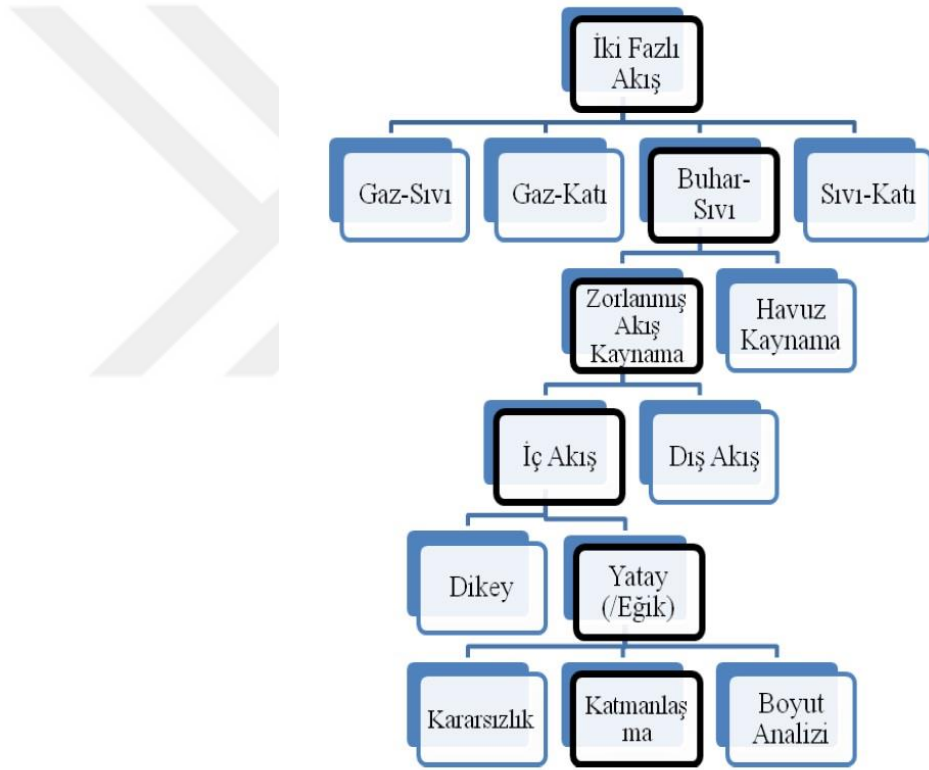 İki Fazlı
Akış
Gaz-Sıvı
Gaz-Katı
Buhar-
Sıvı
Sıvı-Katı
Zorlanmış
Akış
Kaynama
Havuz
Kaynama
İç Akış
Dış Akış
Dikey
Yatay
(/Eğik)
Kararsızlık
Katmanlaş
ma
Boyut
Analizi